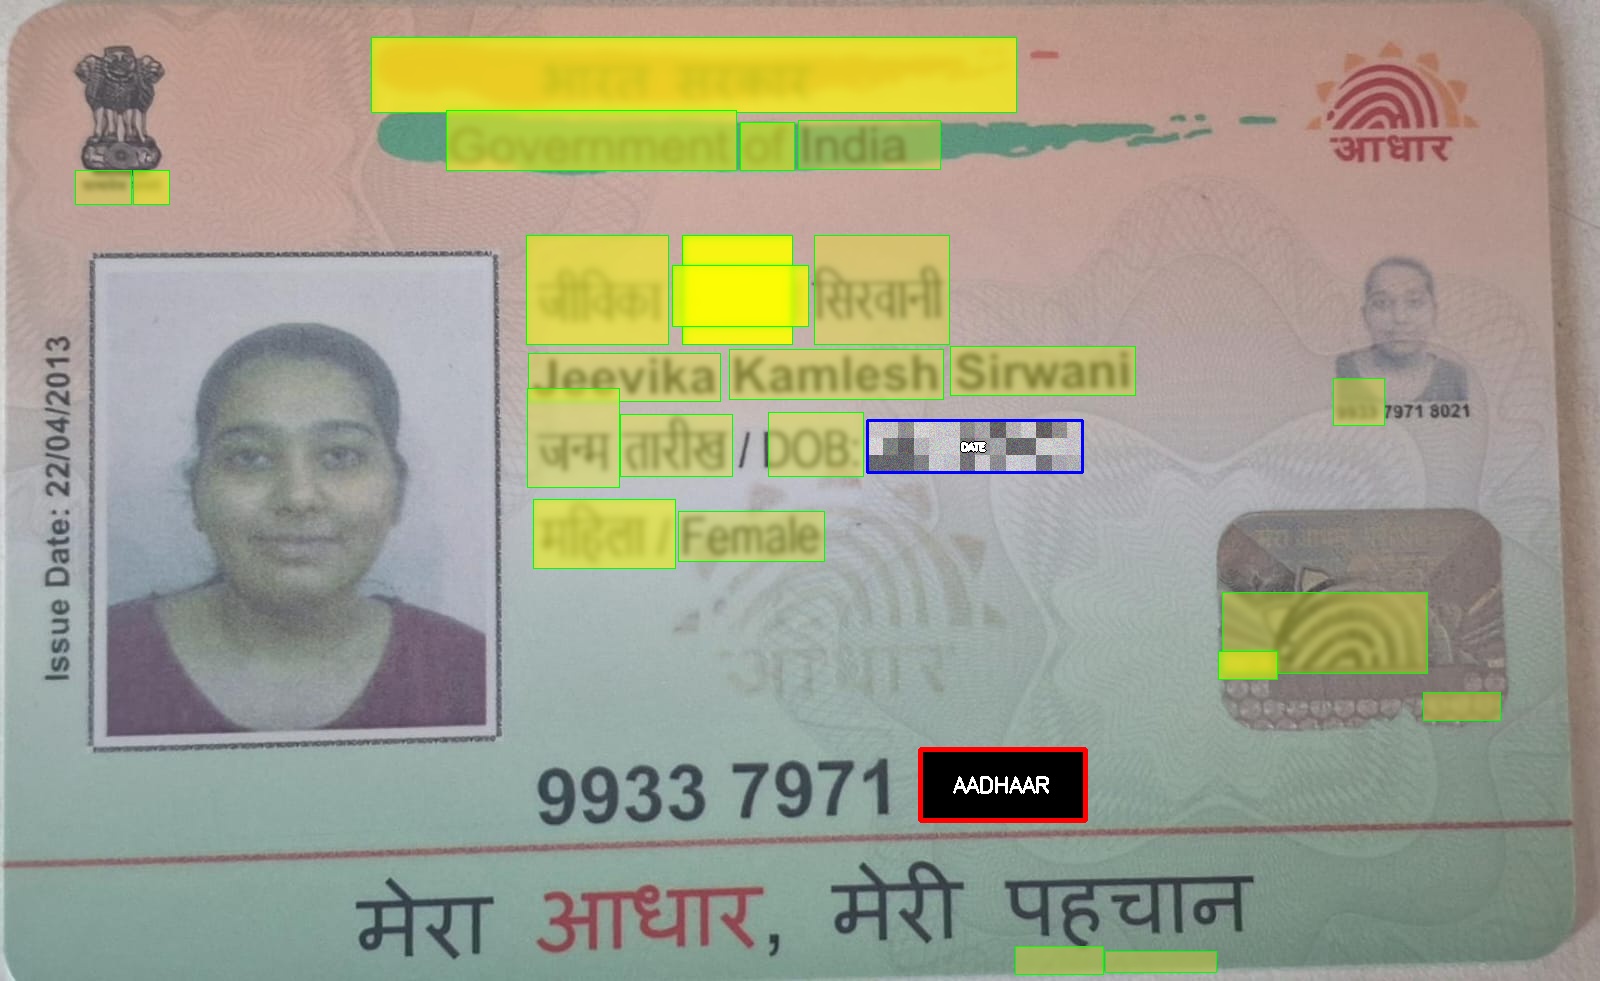 भारत सरकार
Government of India
आधार
जीविका सिरवानी
Jeevika Kamlesh Sirwani
जन्म तारीख / DOB: DATE
7971 8021
महिला / Female
Issue Date: 22/04/2013
आधार
9933 7971 AADHAAR
मेरा आधार, मेरी पहचान